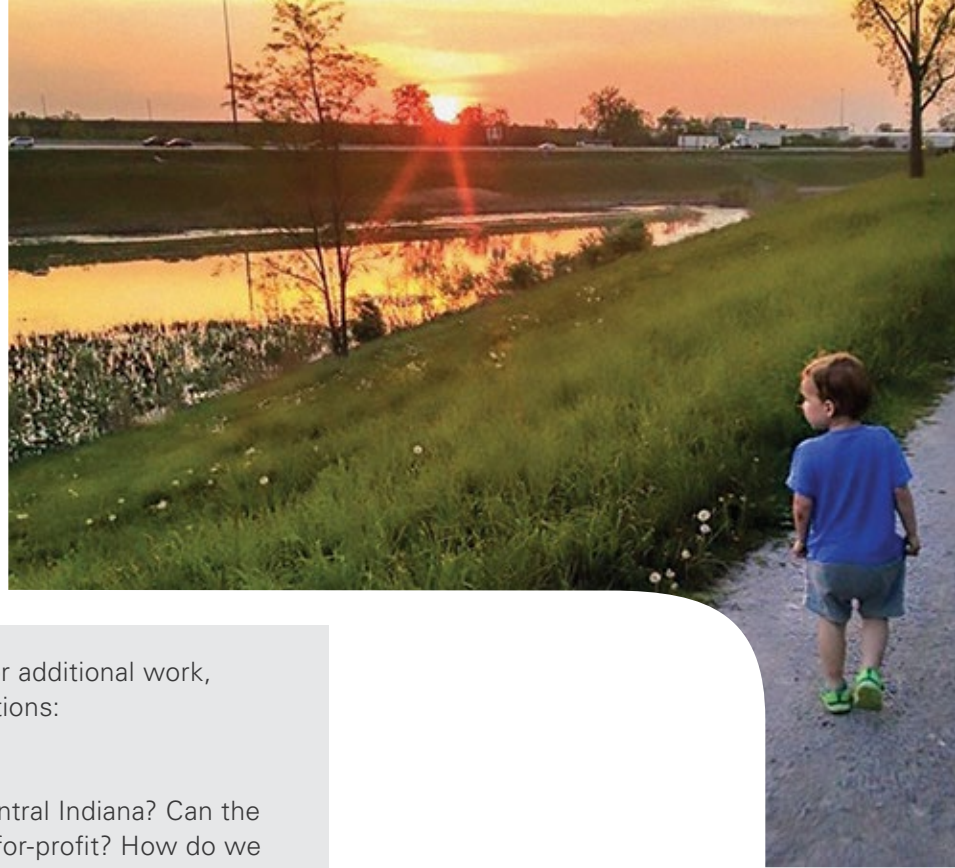 r additional work,
tions:
ntral Indiana? Can the
for-profit? How do we